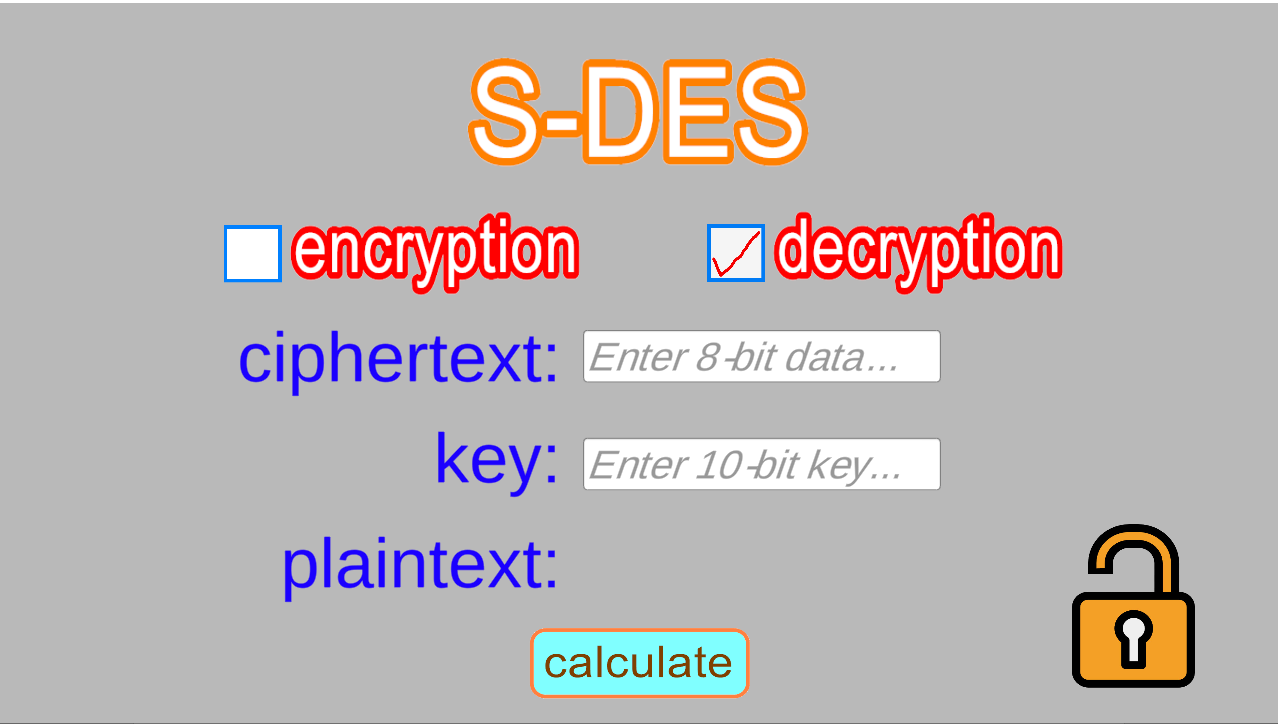 S-DES
encryption decryption
ciphertext: Enter 8-bit data...
key: Enter 10-bit key...
plaintext:
calculate